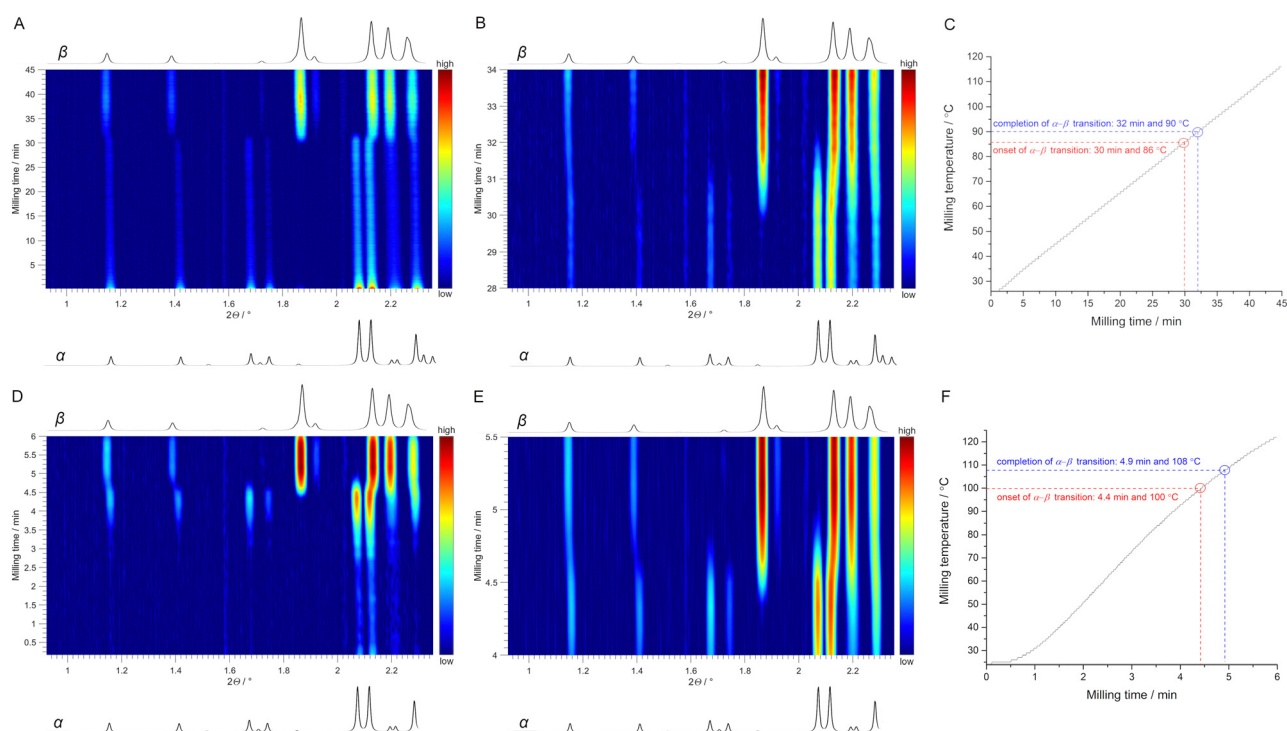 A
β
high
low
45
40
35
30
25
20
15
10
5
Milling time / min
1
1.2
1.4
1.6
1.8
2
2.2
2Θ / °
α
B
β
high
low
34
33
32
31
30
29
28
Milling time / min
1
1.2
1.4
1.6
1.8
2
2.2
2Θ / °
α
C
120
110
100
90
80
70
60
50
40
30
Milling temperature / °C
completion of α–β transition: 32 min and 90 °C
onset of α–β transition: 30 min and 86 °C
0
5
10
15
20
25
30
35
40
45
Milling time / min
D
β
high
low
6
5.5
5
4.5
4
3.5
3
2.5
2
1.5
1
0.5
Milling time / min
1
1.2
1.4
1.6
1.8
2
2.2
2Θ / °
α
E
β
high
low
5.5
5
4.5
4
Milling time / min
1
1.2
1.4
1.6
1.8
2
2.2
2Θ / °
α
F
120
110
100
90
80
70
60
50
40
30
Milling temperature / °C
completion of α–β transition: 4.9 min and 108 °C
onset of α–β transition: 4.4 min and 100 °C
0
1
2
3
4
5
6
Milling time / min